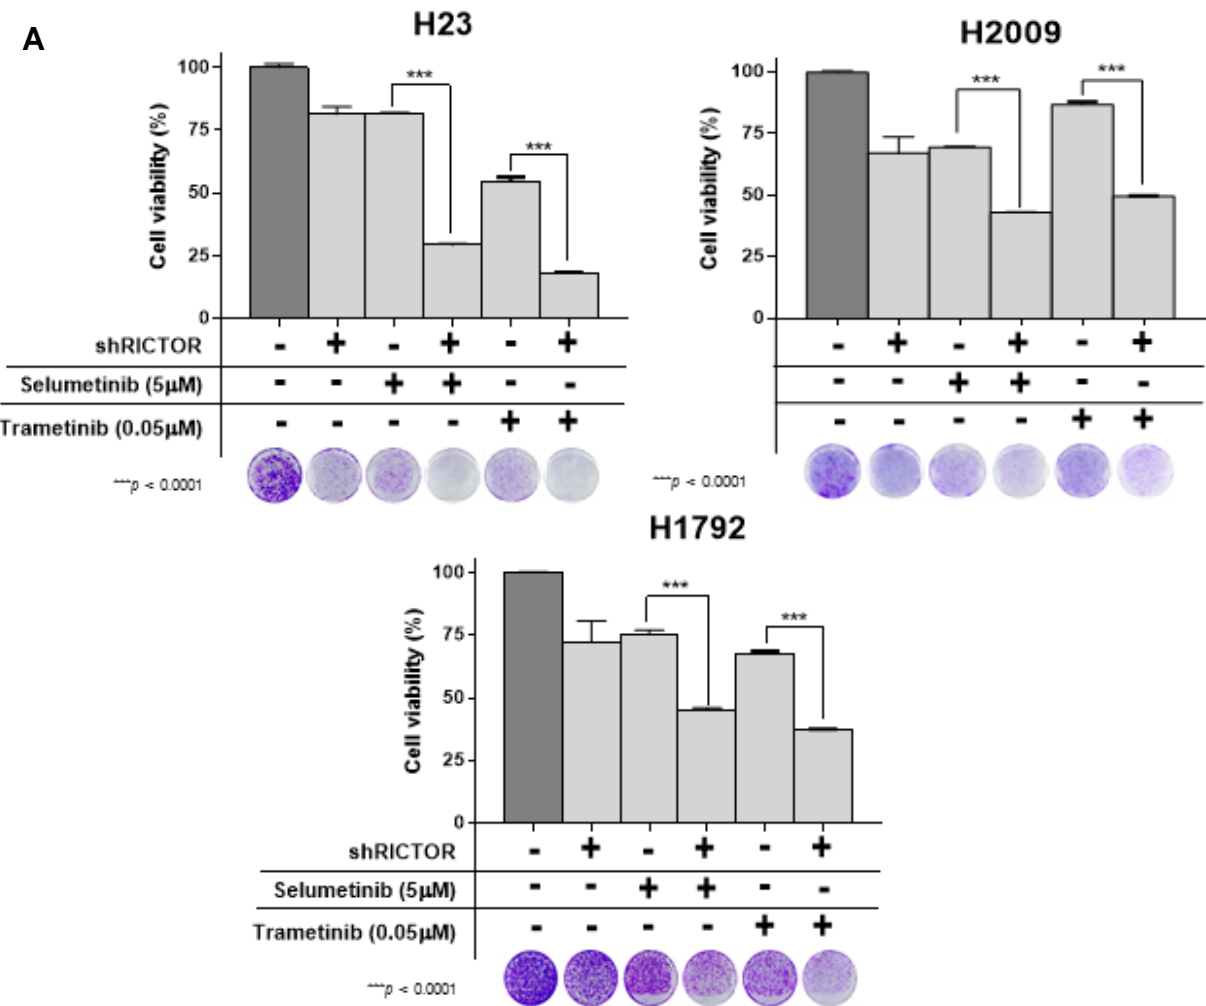 A
H23
Cell viability (%)
100
75
50
25
0
***
***
shRICTOR - + - + - +
Selumetinib (5μM) - - + + - -
Trametinib (0.05μM) - - - - + +
***p < 0.0001
H2009
Cell viability (%)
100
75
50
25
0
***
***
- + - + - +
- - + + - -
- - - - + +
***p < 0.0001
H1792
Cell viability (%)
100
75
50
25
0
***
***
shRICTOR - + - + - +
Selumetinib (5μM) - - + + - -
Trametinib (0.05μM) - - - - + +
***p < 0.0001